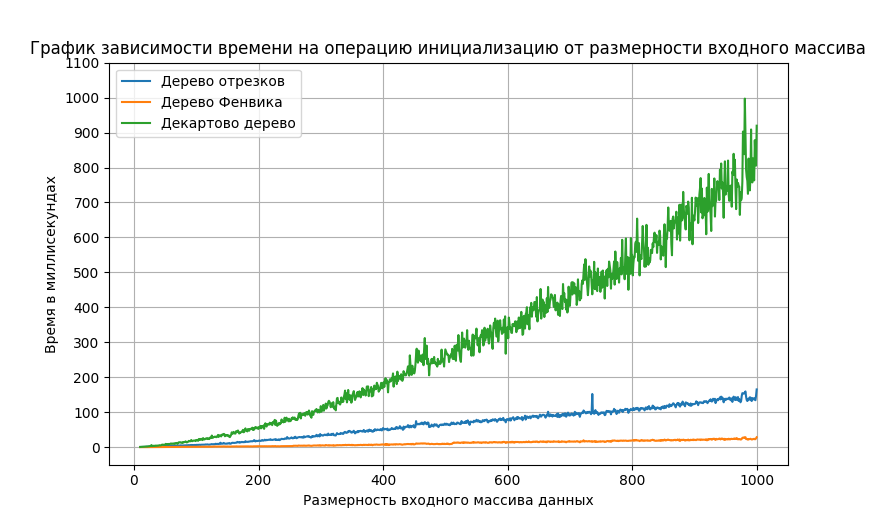 График зависимости времени на операцию инициализацию от размерности входного массива
Время в миллисекундах
1100
1000
900
800
700
600
500
400
300
200
100
0
Дерево отрезков
Дерево Фенвика
Декартово дерево
0 200 400 600 800 1000
Размерность входного массива данных